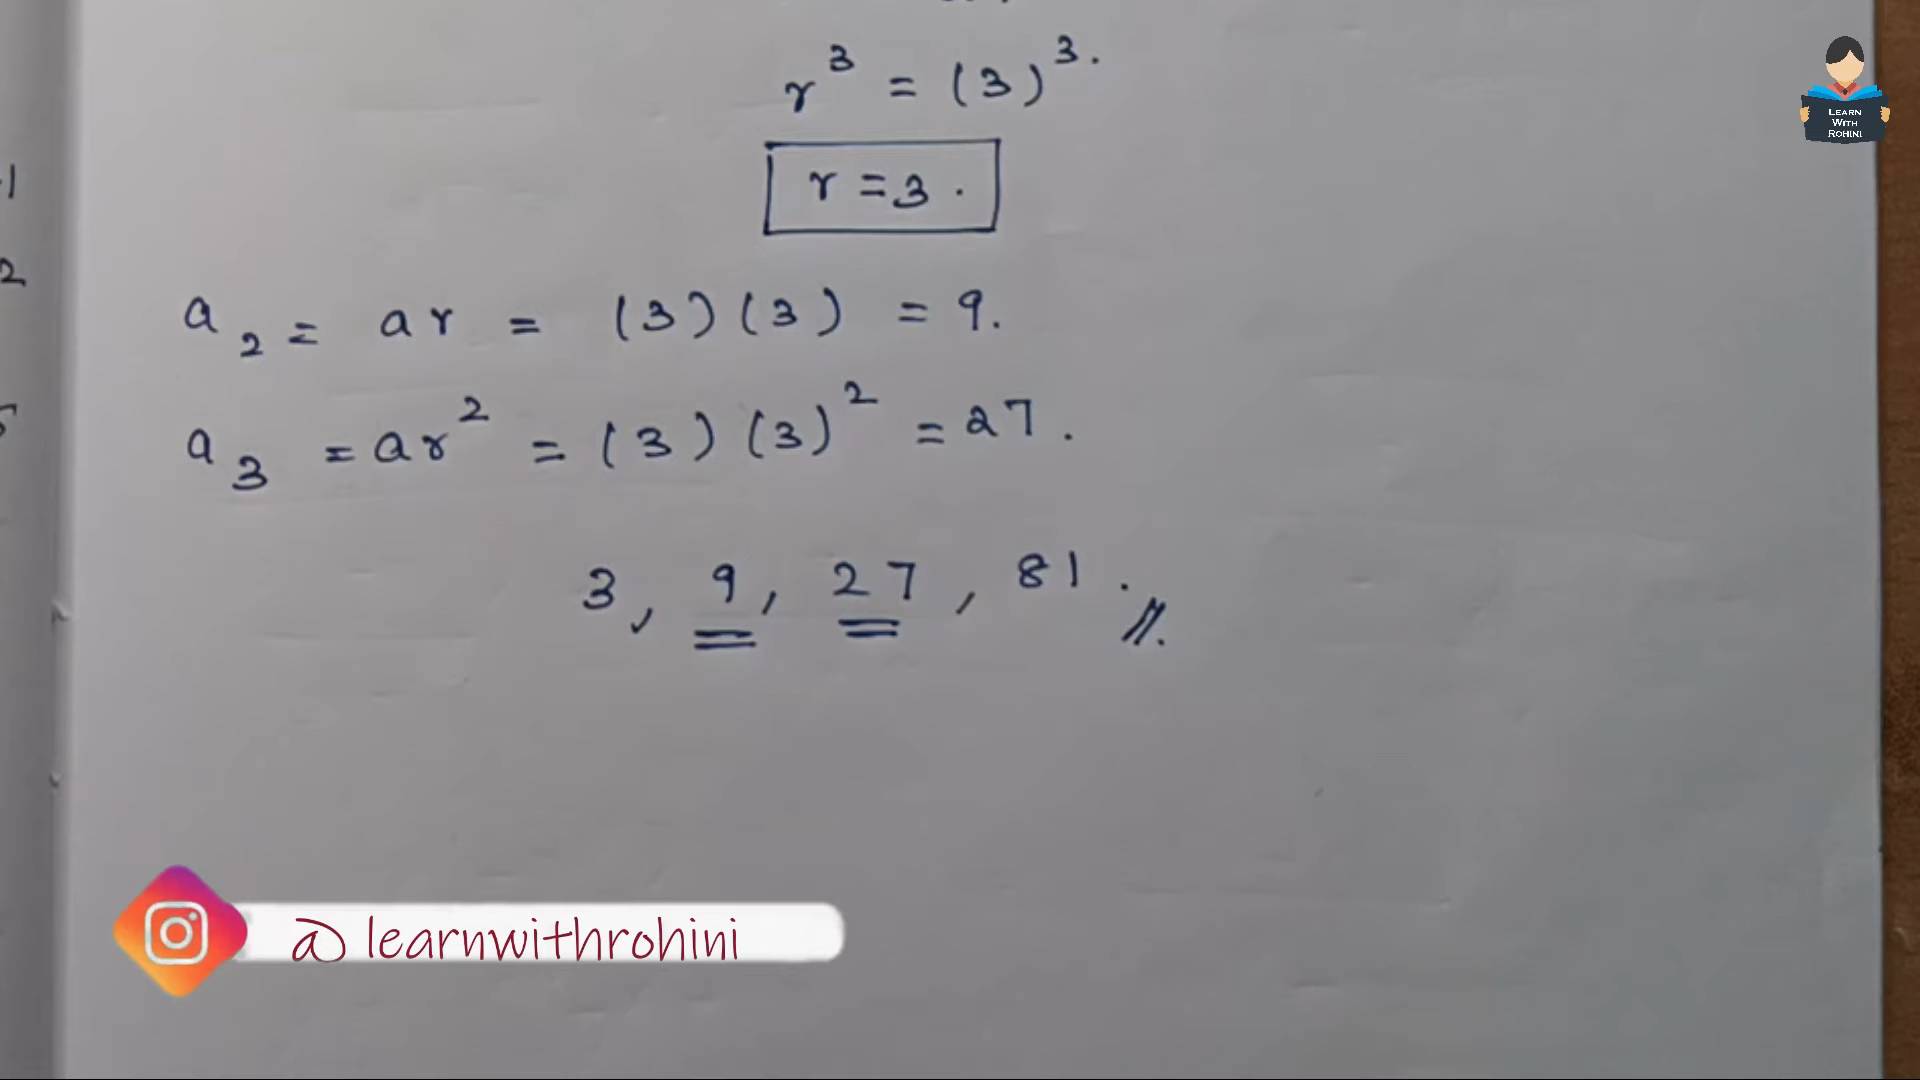 r³ = (3)³.
r = 3.
a₂ = ar = (3)(3) = 9.
a₃ = ar² = (3)(3)² = 27.
3, 9, 27, 81.
LEARN
WITH
ROHINI
@learnwithrohini